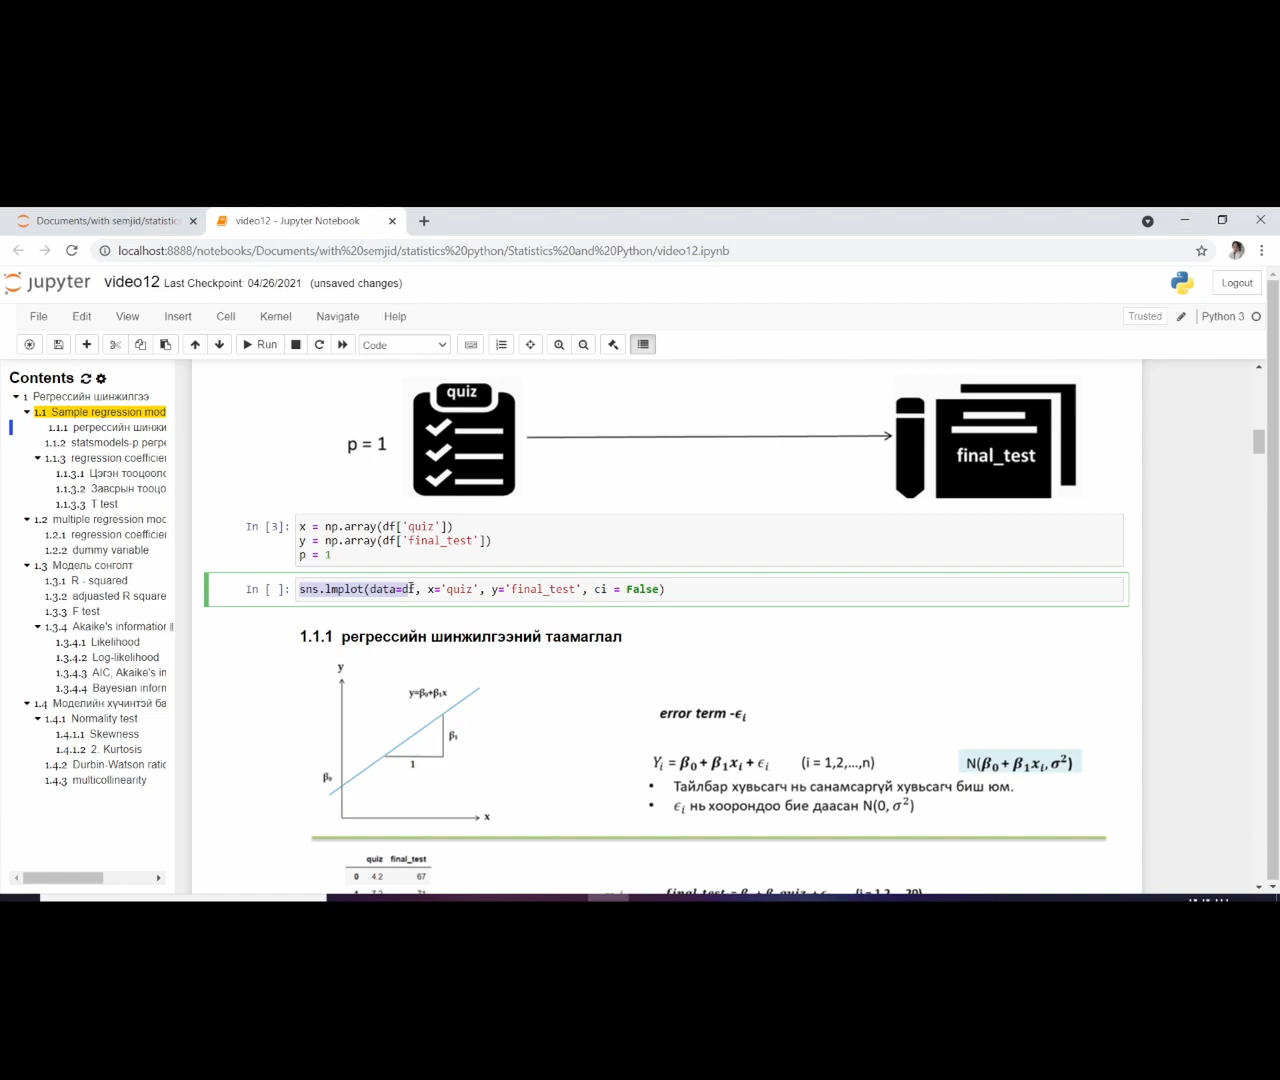 Documents/with semjid/statistic
video12 - Jupyter Notebook
localhost:8888/notebooks/Documents/with%20semjid/statistics%20python/Statistics%20and%20Python/video12.ipynb
jupyter video12 Last Checkpoint: 04/26/2021 (unsaved changes)
Logout
File Edit View Insert Cell Kernel Navigate Help
Trusted
Python 3
Run
Code
Contents
1 Регрессийн шинжилгээ
1.1 Sample regression mod
1.1.1 регрессийн шинжи
1.1.2 statsmodels-р регре
1.1.3 regression coefficier
1.1.3.1 Цэгэн тооцооло
1.1.3.2 Завсрын тооцо
1.1.3.3 T test
1.2 multiple regression moc
1.2.1 regression coefficier
1.2.2 dummy variable
1.3 Модель сонголт
1.3.1 R - squared
1.3.2 adjuasted R square
1.3.3 F test
1.3.4 Akaike's information
1.3.4.1 Likelihood
1.3.4.2 Log-likelihood
1.3.4.3 AIC, Akaike's in
1.3.4.4 Bayesian inforn
1.4 Моделийн хүчинтэй ба
1.4.1 Normality test
1.4.1.1 Skewness
1.4.1.2 2. Kurtosis
1.4.2 Durbin-Watson ratio
1.4.3 multicollinearity
p = 1
quiz
final_test
In [3]: x = np.array(df['quiz'])
y = np.array(df['final_test'])
p = 1
In [ ]: sns.lmplot(data=df, x='quiz', y='final_test', ci = False)
1.1.1 регрессийн шинжилгээний таамаглал
y
y=β₀+β₁x
β₁
1
β₀
x
error term -ϵᵢ
Yᵢ = β₀ + β₁xᵢ + ϵᵢ (i = 1,2,...,n)
N(β₀ + β₁xᵢ, σ²)
• Тайлбар хувьсагч нь санамсаргүй хувьсагч биш юм.
• ϵᵢ нь хоорондоо бие даасан N(0, σ²)
quiz final_test
0 4.2 67